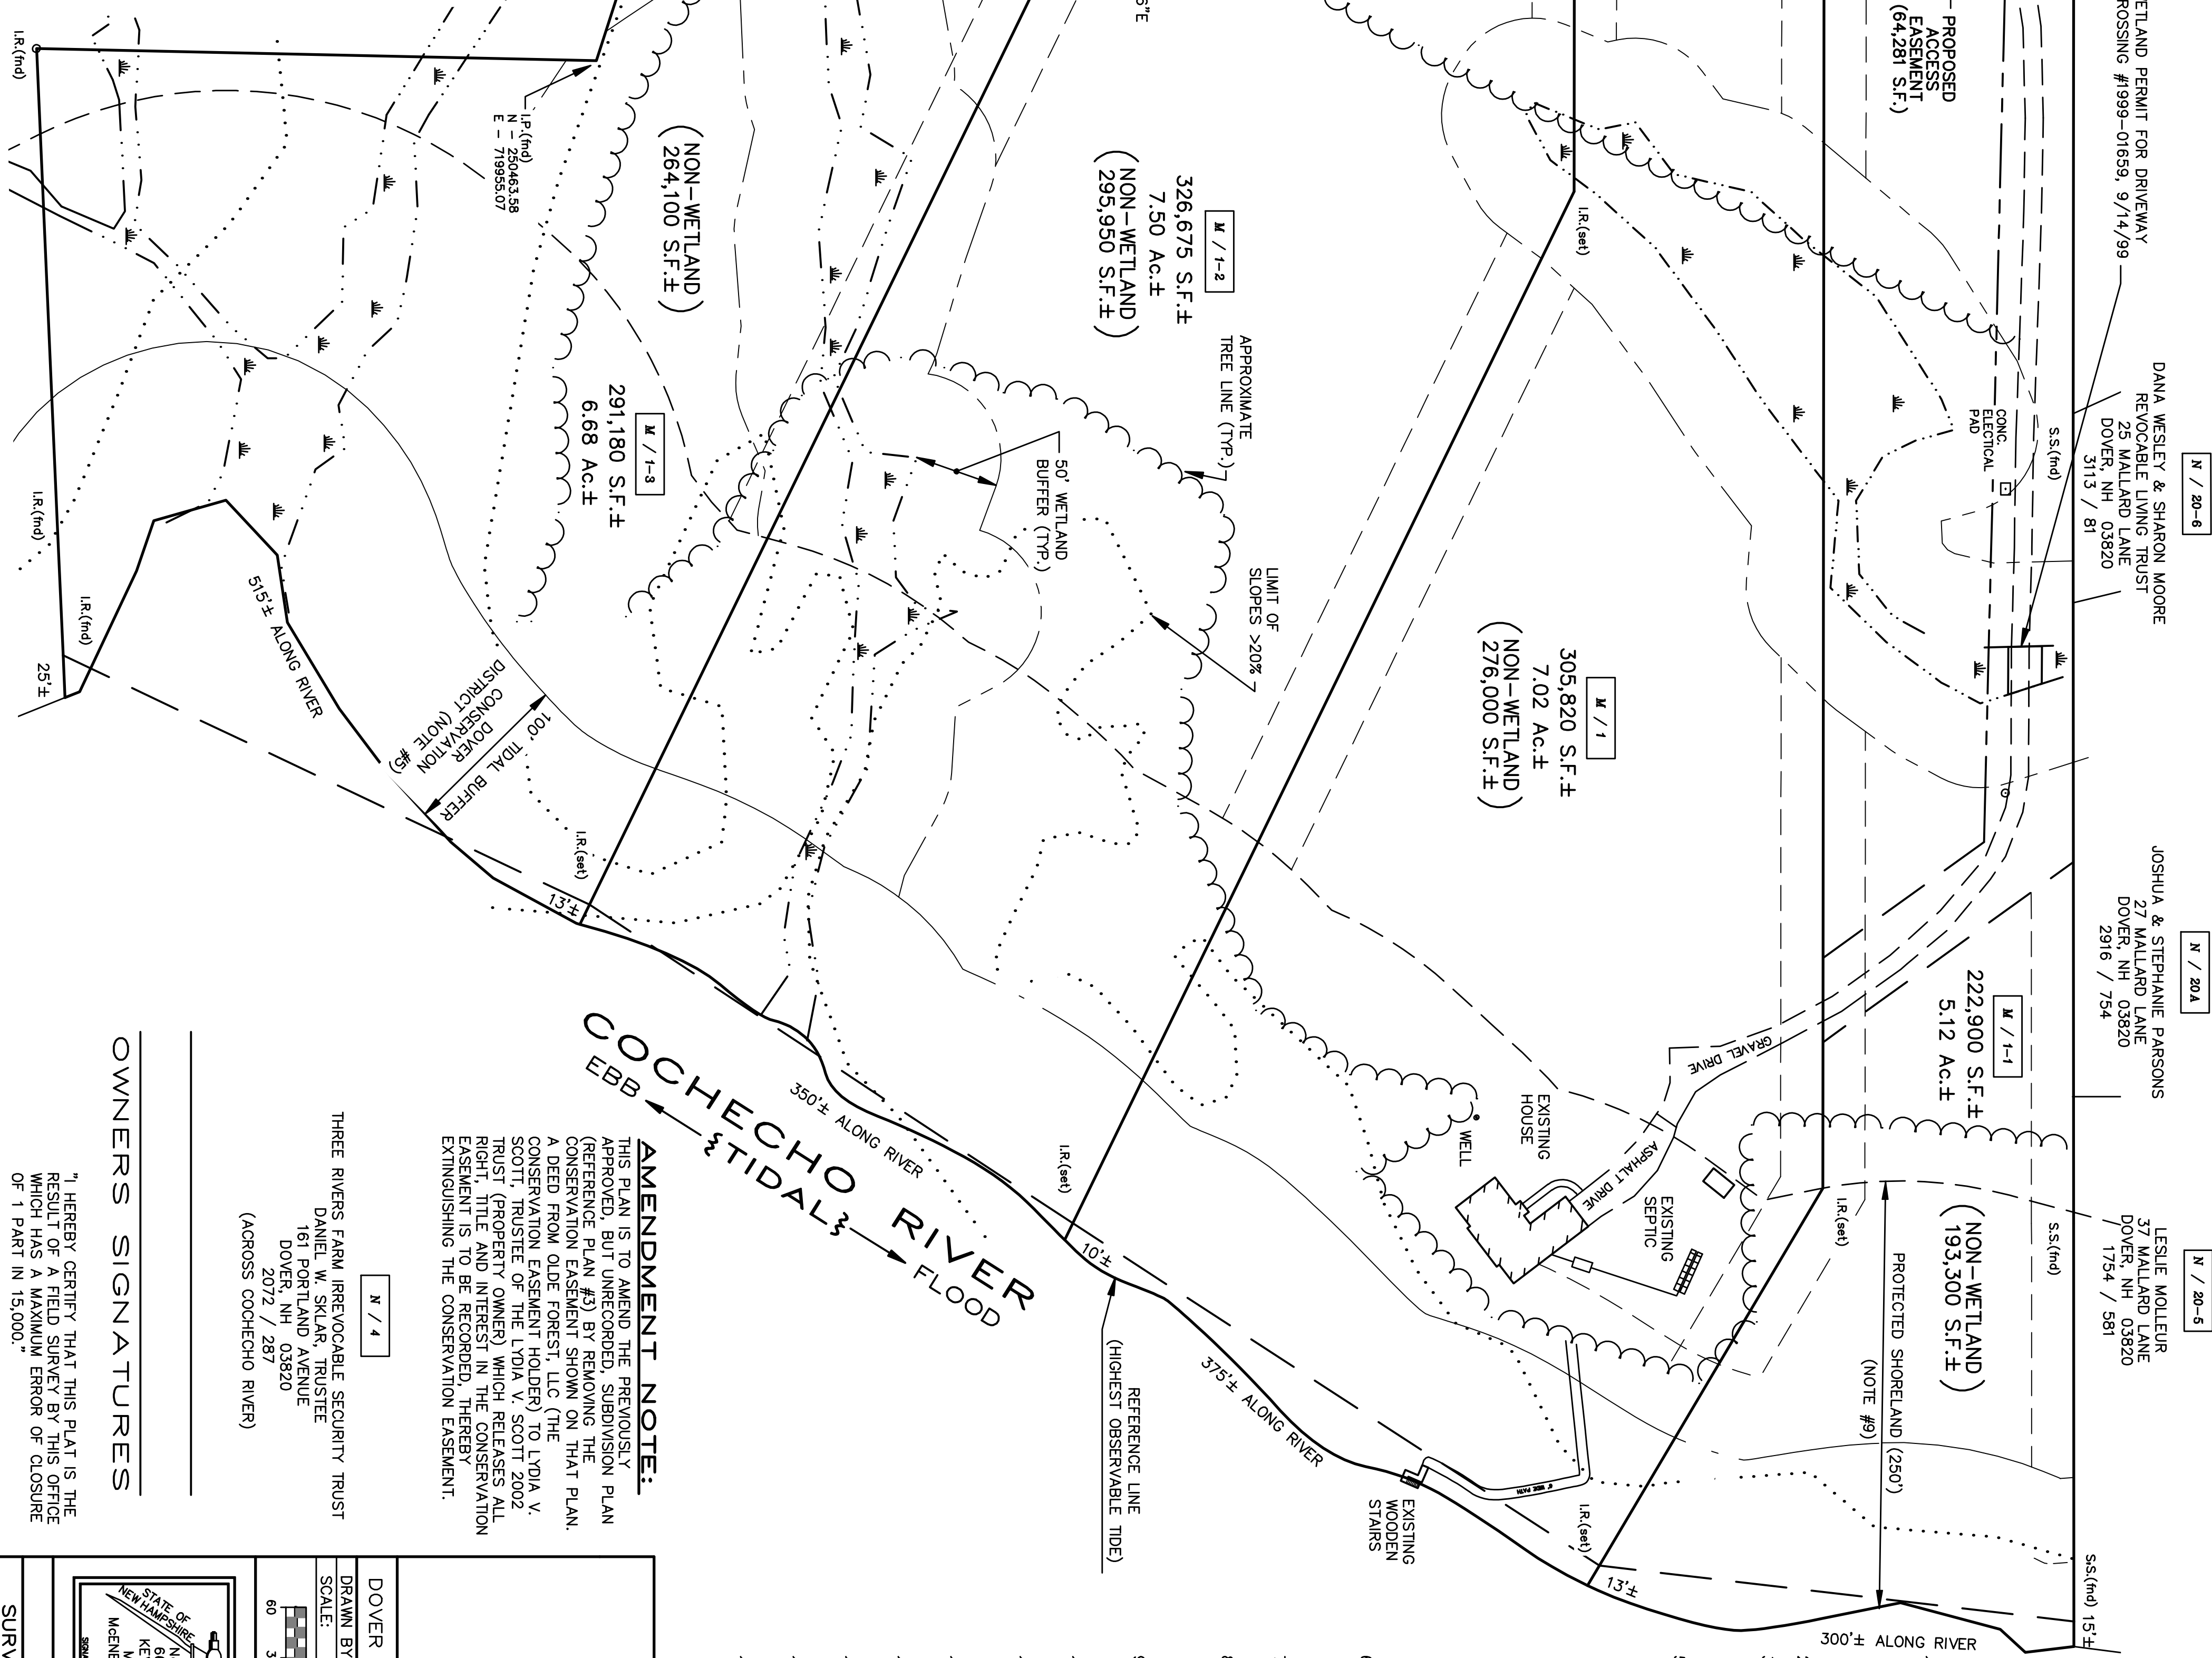 WETLAND PERMIT FOR DRIVEWAY
CROSSING #1999-01659, 9/14/99
PROPOSED
ACCESS
EASEMENT
(64,281 S.F.)
N / 20-6
DANA WESLEY & SHARON MOORE
REVOCABLE LIVING TRUST
25 MALLARD LANE
DOVER, NH 03820
3113 / 81
S.S.(fnd)
CONC.
ELECTRICAL
PAD
N / 20A
JOSHUA & STEPHANIE PARSONS
27 MALLARD LANE
DOVER, NH 03820
2916 / 754
N / 20-5
LESLIE MOLLEUR
37 MALLARD LANE
DOVER, NH 03820
1754 / 581
S.S.(fnd)
S.S.(fnd) 15'±
M / 1-1
222,900 S.F.±
5.12 Ac.±
(NON-WETLAND
193,300 S.F.±)
PROTECTED SHORELAND (250')
(NOTE #9)
300'± ALONG RIVER
13'±
I.R.(set)
I.R.(set)
I.R.(set)
M / 1
305,820 S.F.±
7.02 Ac.±
(NON-WETLAND
276,000 S.F.±)
GRAVEL DRIVE
ASPHALT DRIVE
EXISTING
HOUSE
WELL
EXISTING
SEPTIC
6' WIDE PATH
EXISTING
WOODEN
STAIRS
375'± ALONG RIVER
REFERENCE LINE
(HIGHEST OBSERVABLE TIDE)
10'±
I.R.(set)
6"E
M / 1-2
326,675 S.F.±
7.50 Ac.±
(NON-WETLAND
295,950 S.F.±)
APPROXIMATE
TREE LINE (TYP.)
LIMIT OF
SLOPES >20%
50' WETLAND
BUFFER (TYP.)
350'± ALONG RIVER
COCHECHO RIVER
EBB TIDAL FLOOD
13'±
I.R.(set)
(NON-WETLAND
264,100 S.F.±)
M / 1-3
291,180 S.F.±
6.68 Ac.±
I.P.(fnd)
N - 250463.58
E - 719955.07
100' TIDAL BUFFER
DOVER
CONSERVATION
DISTRICT (NOTE #5)
515'± ALONG RIVER
I.R.(fnd)
I.R.(fnd)
I.R.(fnd)
25'±
AMENDMENT NOTE:
THIS PLAN IS TO AMEND THE PREVIOUSLY
APPROVED, BUT UNRECORDED, SUBDIVISION PLAN
(REFERENCE PLAN #3) BY REMOVING THE
CONSERVATION EASEMENT SHOWN ON THAT PLAN.
A DEED FROM OLDE FOREST, LLC (THE
CONSERVATION EASEMENT HOLDER) TO LYDIA V.
SCOTT, TRUSTEE OF THE LYDIA V. SCOTT 2002
TRUST (PROPERTY OWNER) WHICH RELEASES ALL
RIGHT, TITLE AND INTEREST IN THE CONSERVATION
EASEMENT IS TO BE RECORDED, THEREBY
EXTINGUISHING THE CONSERVATION EASEMENT.
N / 4
THREE RIVERS FARM IRREVOCABLE SECURITY TRUST
DANIEL W. SKLAR, TRUSTEE
161 PORTLAND AVENUE
DOVER, NH 03820
2072 / 287
(ACROSS COCHECHO RIVER)
OWNERS SIGNATURES
"I HEREBY CERTIFY THAT THIS PLAT IS THE
RESULT OF A FIELD SURVEY BY THIS OFFICE
WHICH HAS A MAXIMUM ERROR OF CLOSURE
OF 1 PART IN 15,000."
DOVER
DRAWN BY
SCALE:
60 3
STATE OF
NEW HAMPSHIRE
McENE
SURV